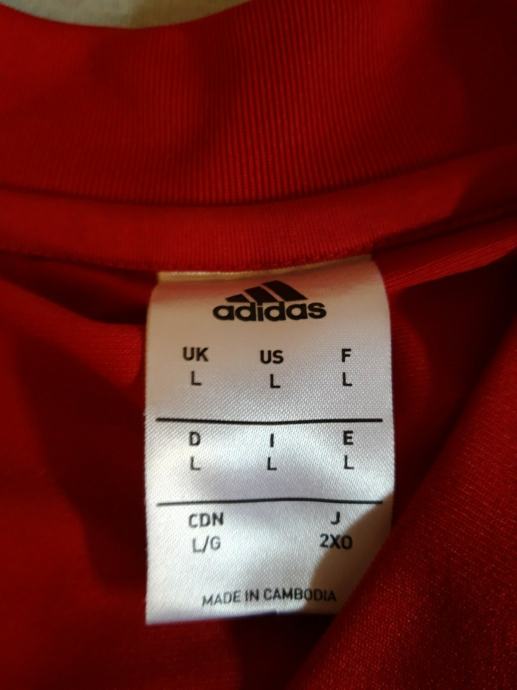 adidas
UK US F
L L L
D I E
L L L
CDN J
L/G 2XO
MADE IN CAMBODIA